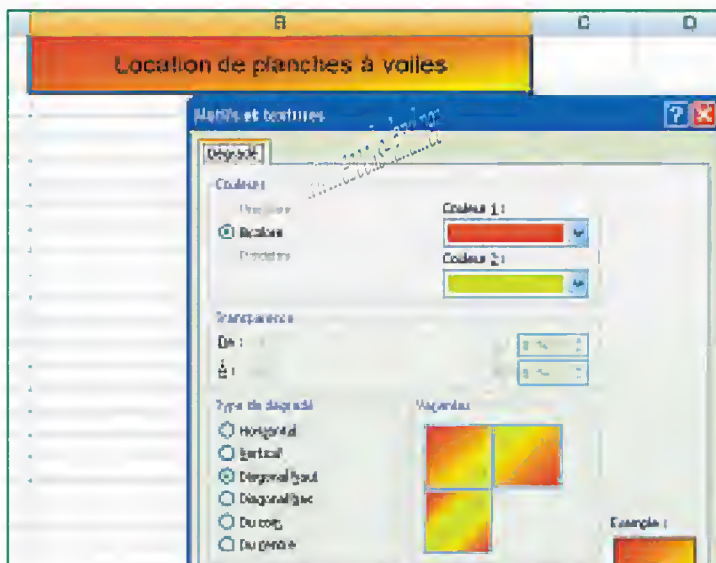 B C D
Location de planches à voiles
Motifs et textures
Dégradé
Couleurs
Bicolore
Couleur 1 :
Couleur 2 :
Transparence
De :
À :
Type de dégradé
Variantes
Horizontal
Vertical
Diagonal haut
Diagonal bas
Du coin
Du centre
Exemple :